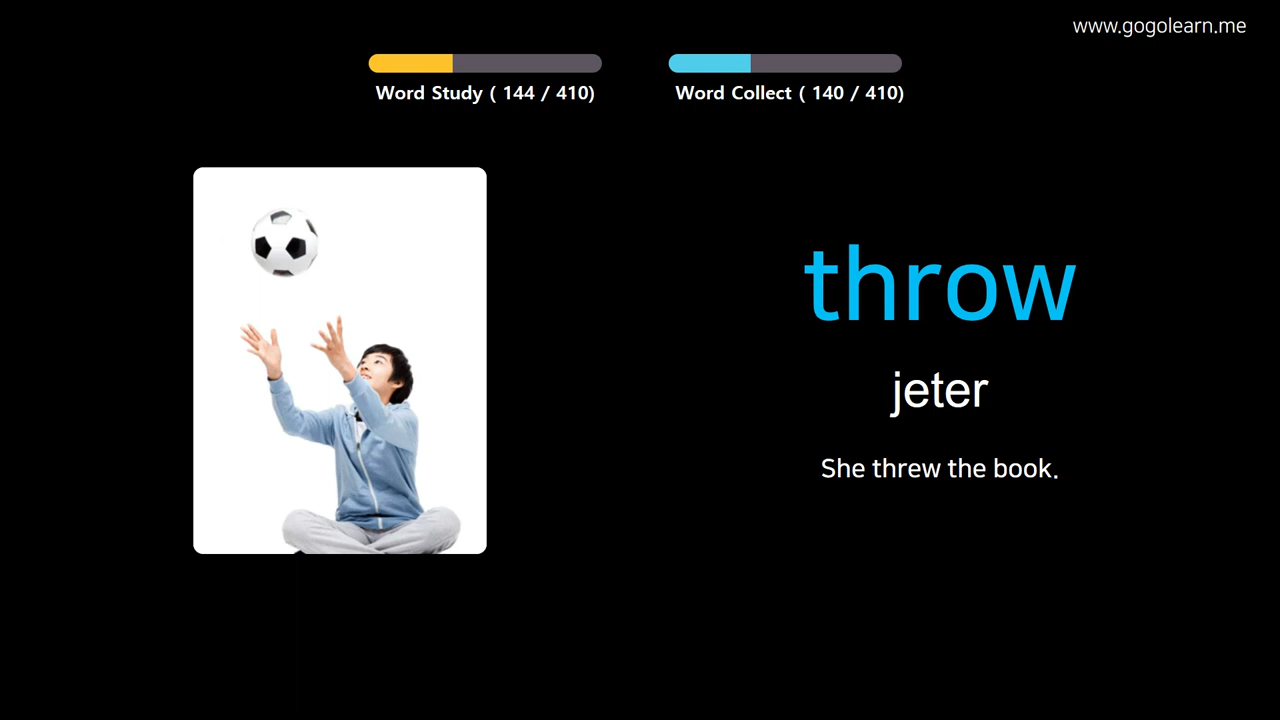 www.gogolearn.me
Word Study ( 144 / 410)
Word Collect ( 140 / 410)
throw
jeter
She threw the book.